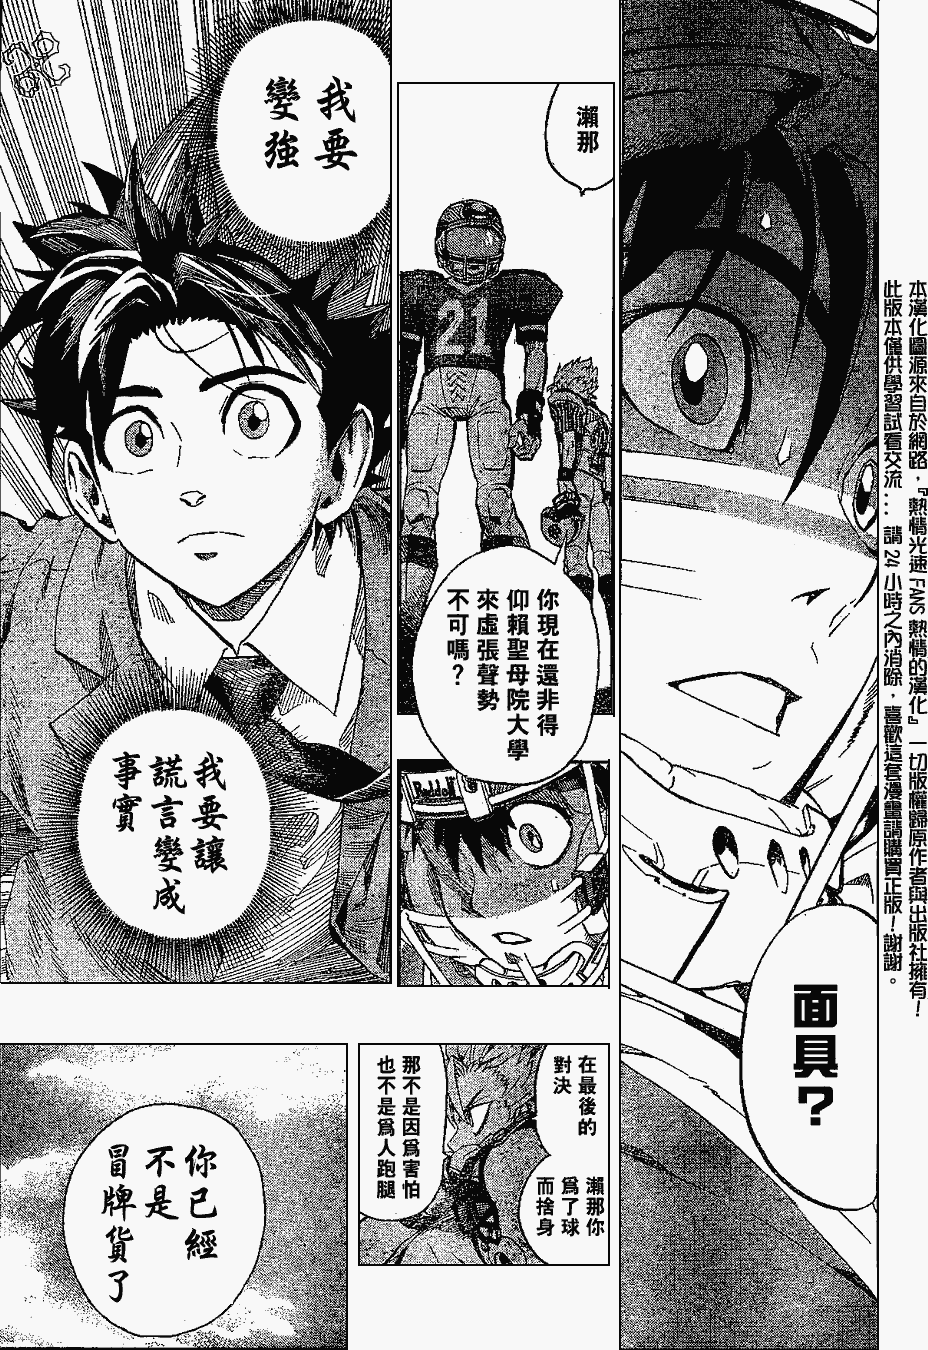 面具？
瀨那
21
你現在還非得
仰賴聖母院大學
來虛張聲勢
不可嗎？
Riddell
我要
變強
我要讓
謊言變成
事實
在最後的
對決
瀨那你
為了球
而捨身
那不是因為害怕
也不是為人跑腿
你已經
不是
冒牌貨了
本漢化圖源來自於網路，『熱情光速 FANS 熱情的漢化』一切版權歸原作者與出版社擁有！
此版本僅供學習試看交流... 請 24 小時之內消除，喜歡這套漫畫請購買正版！謝謝。